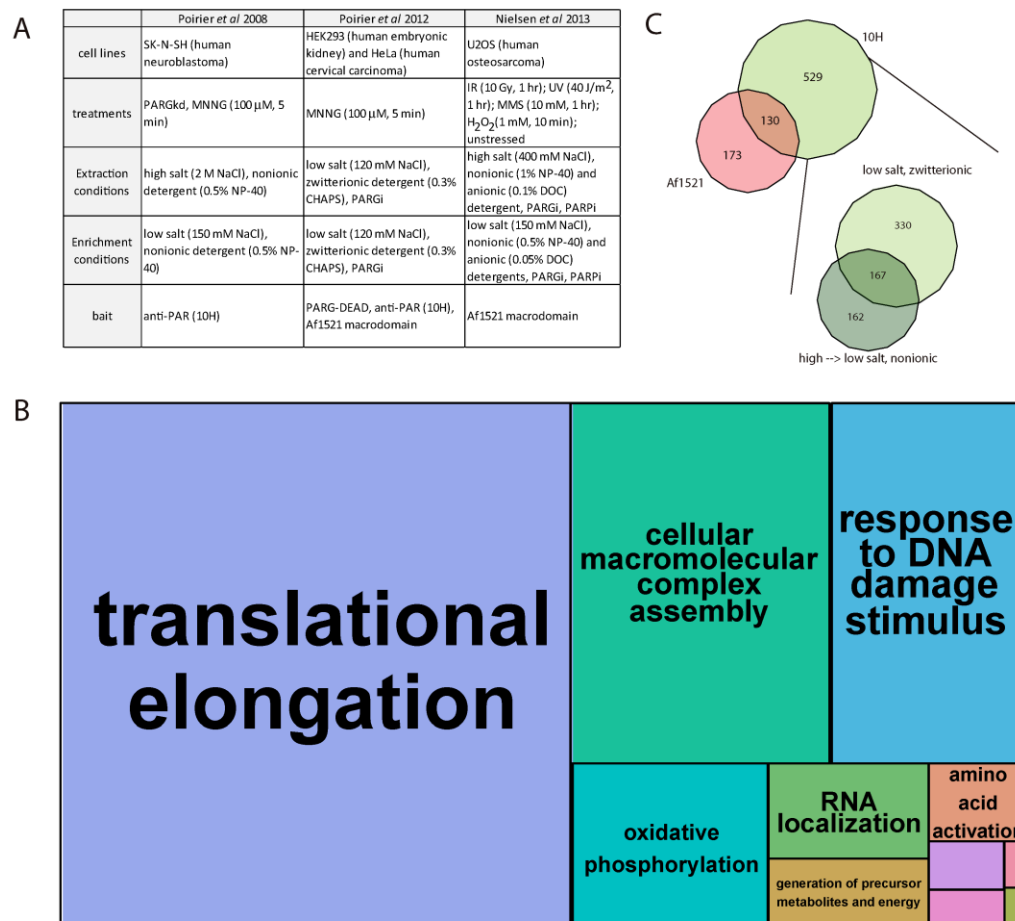 A
Poirier et al 2008
Poirier et al 2012
Nielsen et al 2013
cell lines
SK-N-SH (human
neuroblastoma)
HEK293 (human embryonic
kidney) and HeLa (human
cervical carcinoma)
U2OS (human
osteosarcoma)
treatments
PARGkd, MNNG (100 μM, 5
min)
MNNG (100 μM, 5 min)
IR (10 Gy, 1 hr); UV (40 J/m²,
1 hr); MMS (10 mM, 1 hr);
H₂O₂(1 mM, 10 min);
unstressed
Extraction
conditions
high salt (2 M NaCl), nonionic
detergent (0.5% NP-40)
low salt (120 mM NaCl),
zwitterionic detergent (0.3%
CHAPS), PARGi
high salt (400 mM NaCl),
nonionic (1% NP-40) and
anionic (0.1% DOC)
detergent, PARGi, PARPi
Enrichment
conditions
low salt (150 mM NaCl),
nonionic detergent (0.5% NP-
40)
low salt (120 mM NaCl),
zwitterionic detergent (0.3%
CHAPS), PARGi
low salt (150 mM NaCl),
nonionic (0.5% NP-40) and
anionic (0.05% DOC)
detergents, PARGi, PARPi
bait
anti-PAR (10H)
PARG-DEAD, anti-PAR (10H),
Af1521 macrodomain
Af1521 macrodomain
C
10H
529
130
173
Af1521
low salt, zwitterionic
330
167
162
high --> low salt, nonionic
B
translational
elongation
cellular
macromolecular
complex
assembly
response
to DNA
damage
stimulus
oxidative
phosphorylation
RNA
localization
generation of precursor
metabolites and energy
amino
acid
activation